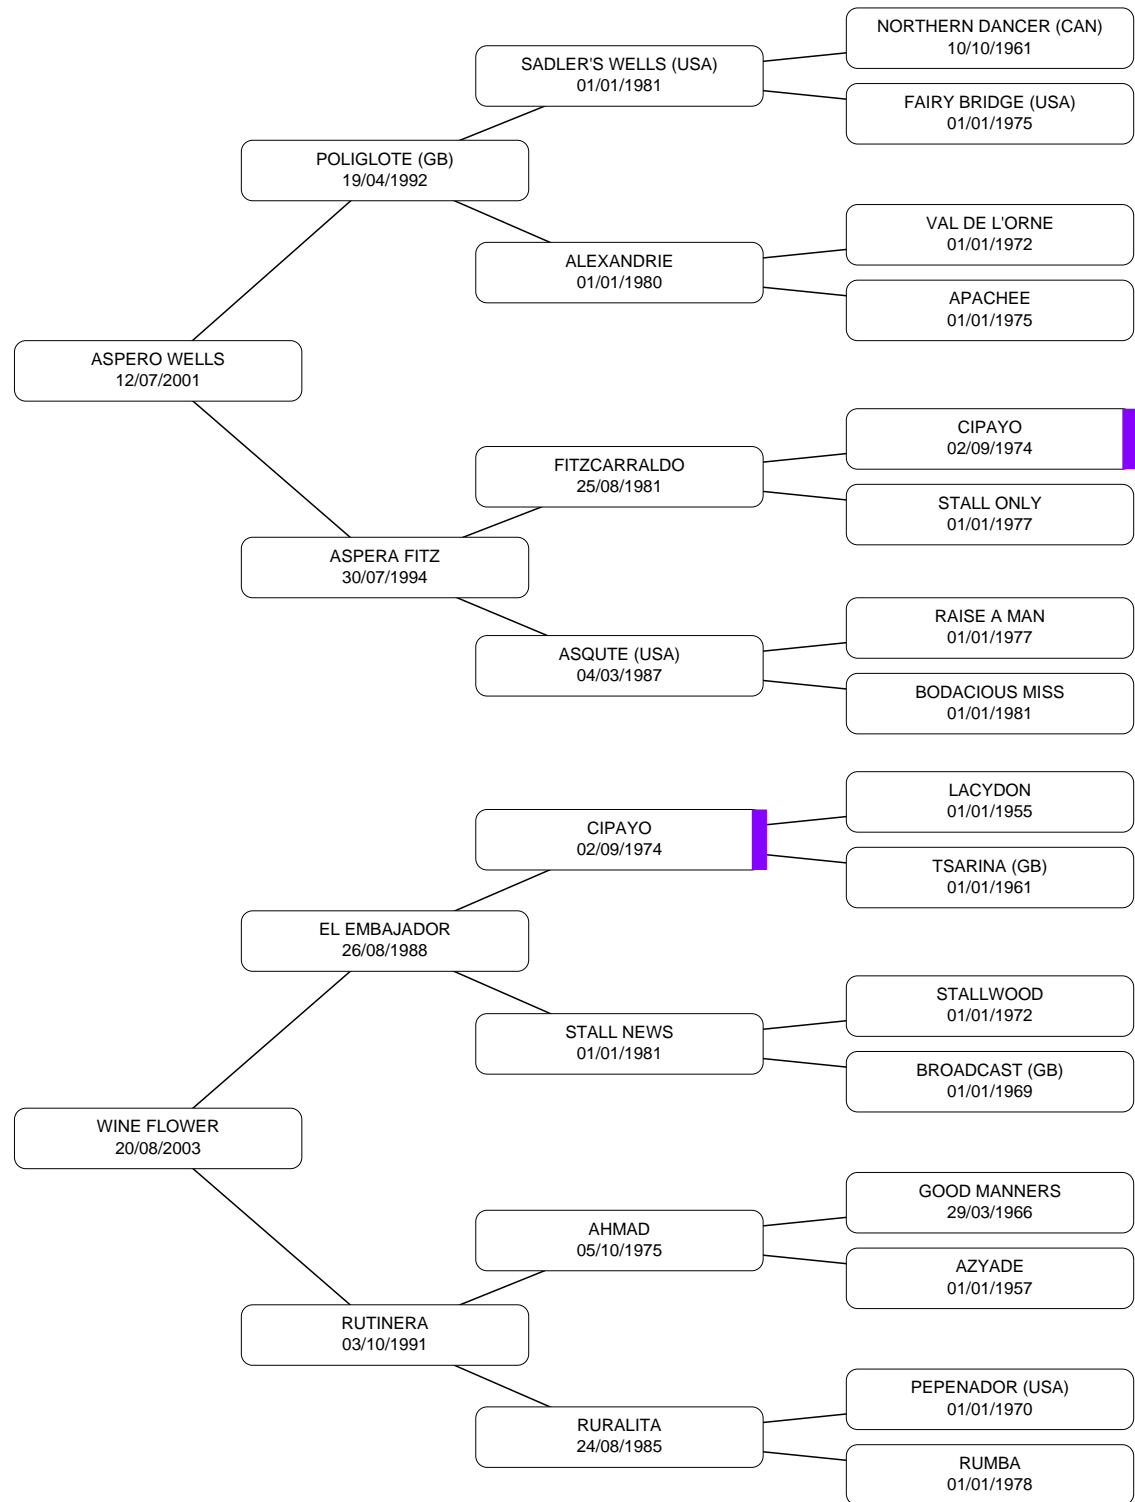 NORTHERN DANCER (CAN)
10/10/1961
SADLER'S WELLS (USA)
01/01/1981
FAIRY BRIDGE (USA)
01/01/1975
POLIGLOTE (GB)
19/04/1992
VAL DE L'ORNE
01/01/1972
ALEXANDRIE
01/01/1980
APACHEE
01/01/1975
ASPERO WELLS
12/07/2001
CIPAYO
02/09/1974
FITZCARRALDO
25/08/1981
STALL ONLY
01/01/1977
ASPERA FITZ
30/07/1994
RAISE A MAN
01/01/1977
ASQUTE (USA)
04/03/1987
BODACIOUS MISS
01/01/1981
LACYDON
01/01/1955
CIPAYO
02/09/1974
TSARINA (GB)
01/01/1961
EL EMBAJADOR
26/08/1988
STALLWOOD
01/01/1972
STALL NEWS
01/01/1981
BROADCAST (GB)
01/01/1969
WINE FLOWER
20/08/2003
GOOD MANNERS
29/03/1966
AHMAD
05/10/1975
AZYADE
01/01/1957
RUTINERA
03/10/1991
PEPENADOR (USA)
01/01/1970
RURALITA
24/08/1985
RUMBA
01/01/1978